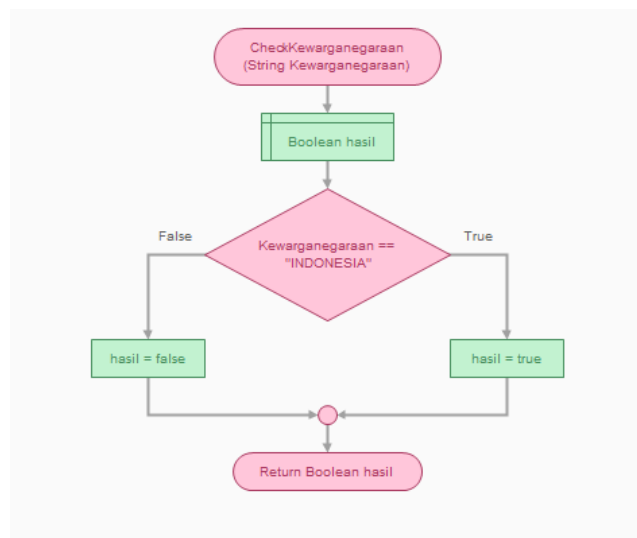 CheckKewarganegaraan
(String Kewarganegaraan)
Boolean hasil
False
True
Kewarganegaraan ==
"INDONESIA"
hasil = false
hasil = true
Return Boolean hasil